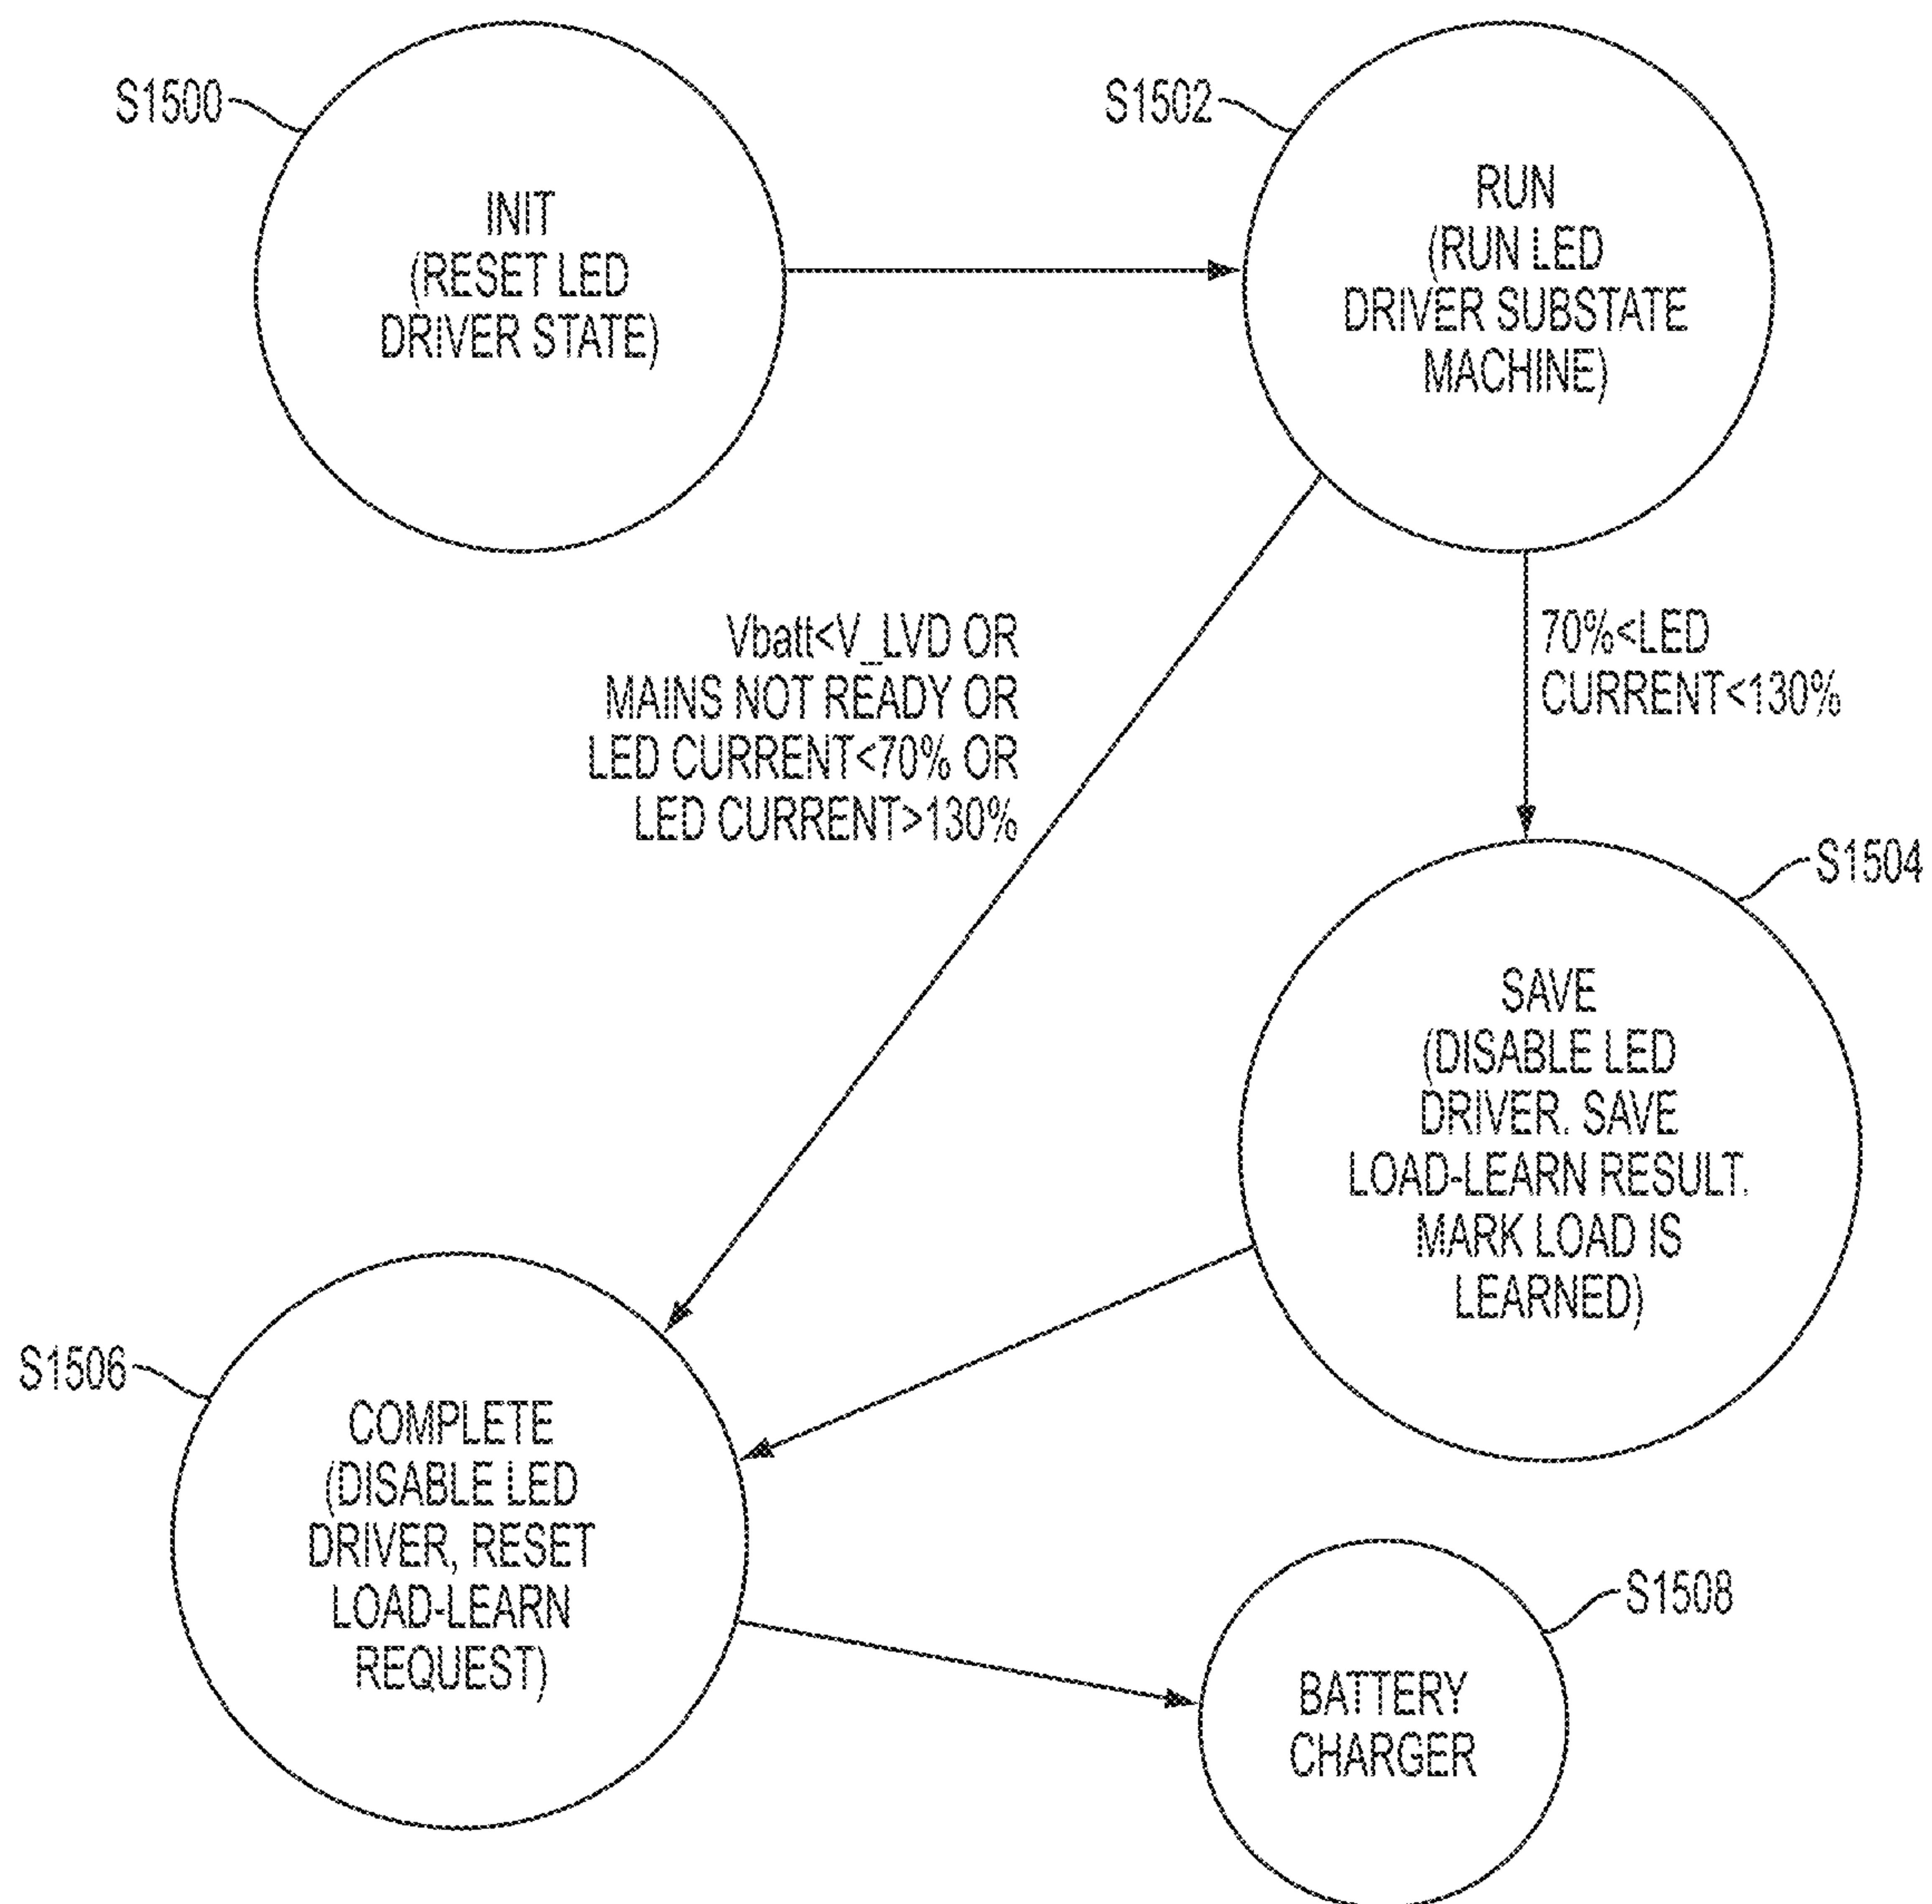 S1500
INIT
(RESET LED
DRIVER STATE)
S1502
RUN
(RUN LED
DRIVER SUBSTATE
MACHINE)
Vbatt<V_LVD OR
MAINS NOT READY OR
LED CURRENT<70% OR
LED CURRENT>130%
70%<LED
CURRENT<130%
S1504
SAVE
(DISABLE LED
DRIVER. SAVE
LOAD-LEARN RESULT.
MARK LOAD IS
LEARNED)
S1506
COMPLETE
(DISABLE LED
DRIVER, RESET
LOAD-LEARN
REQUEST)
S1508
BATTERY
CHARGER